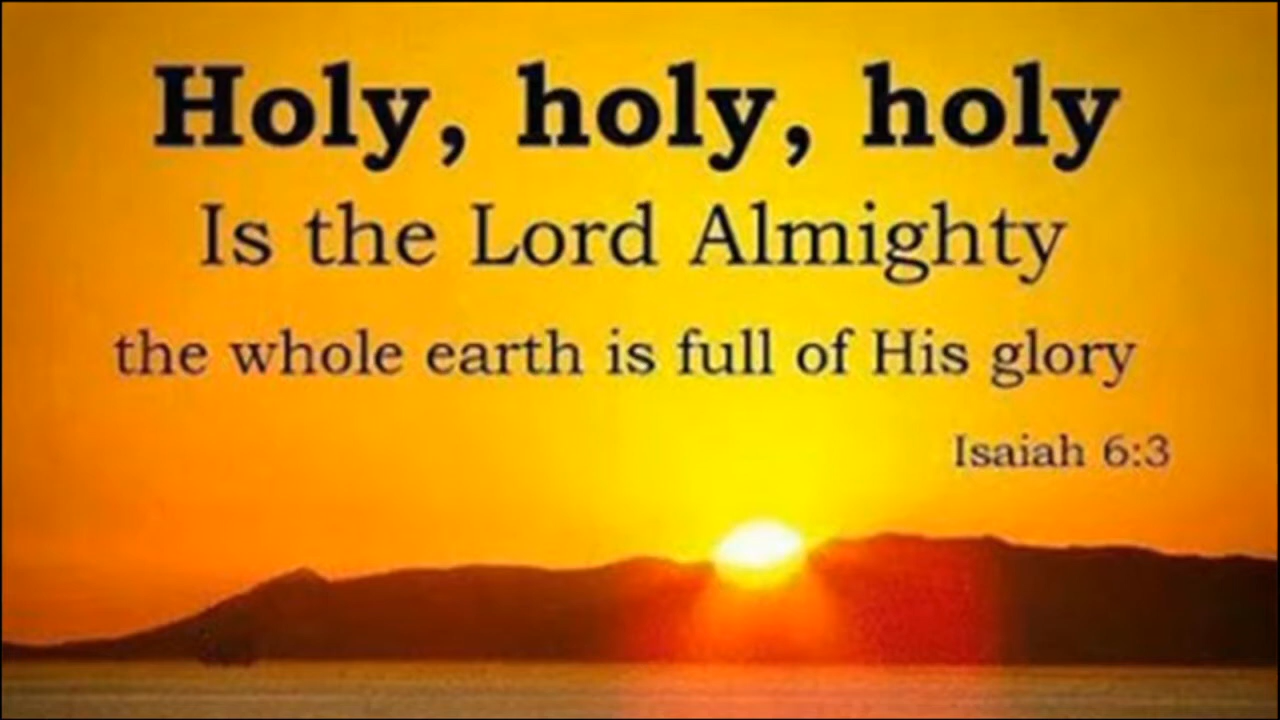 Holy, holy, holy
Is the Lord Almighty
the whole earth is full of His glory
Isaiah 6:3